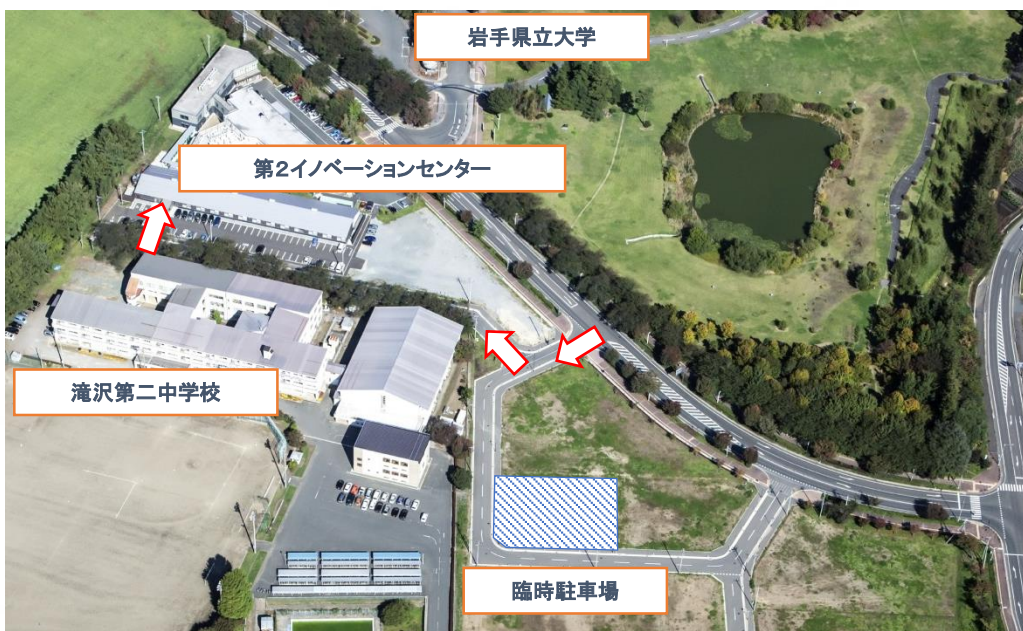 岩手県立大学
第2イノベーションセンター
滝沢第二中学校
臨時駐車場